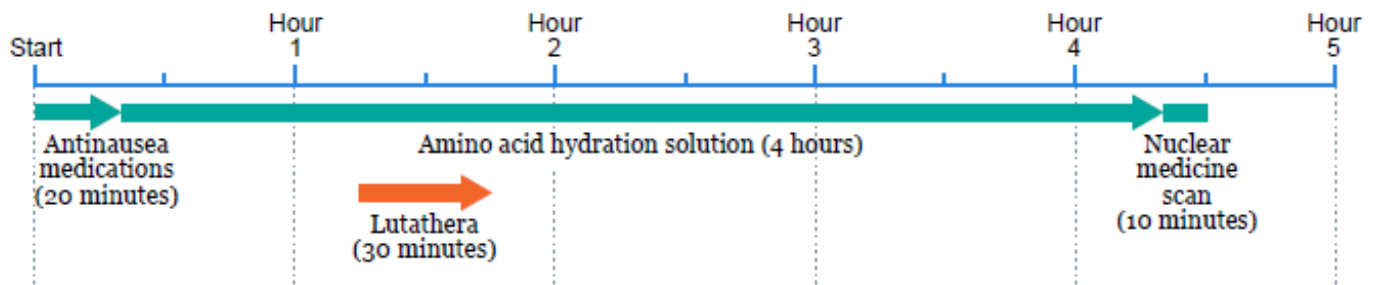 Start
Hour
1
Hour
2
Hour
3
Hour
4
Hour
5
Antinausea
medications
(20 minutes)
Amino acid hydration solution (4 hours)
Lutathera
(30 minutes)
Nuclear
medicine
scan
(10 minutes)